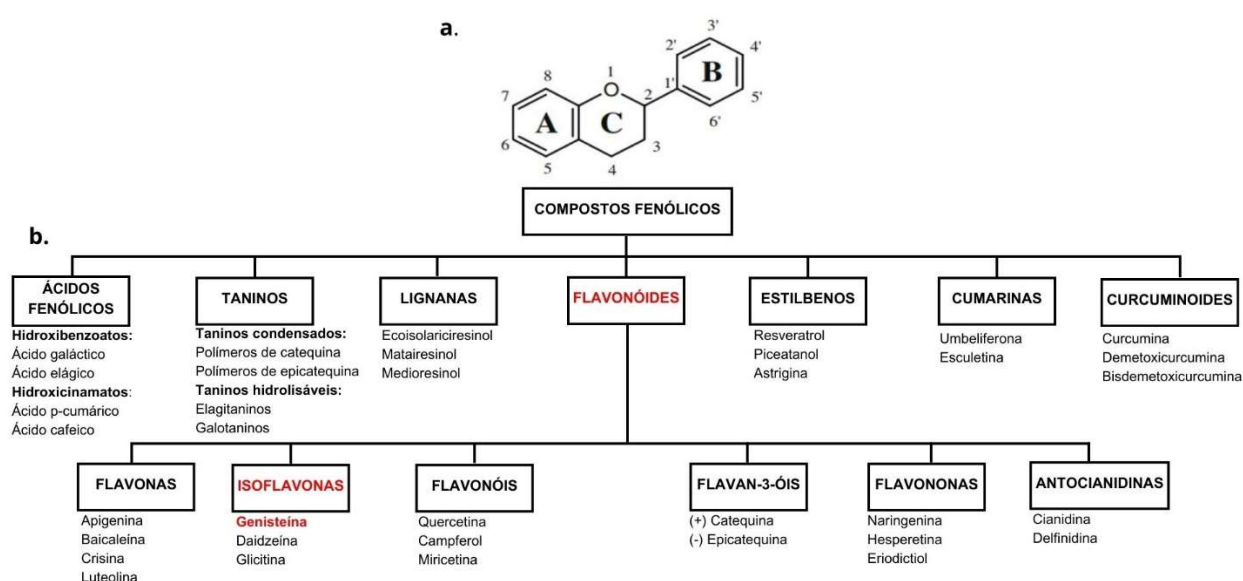 a.
3'
2'
4'
B
1'
5'
6'
1
O
8
2
7
A
C
6
3
5
4
COMPOSTOS FENÓLICOS
b.
ÁCIDOS
FENÓLICOS
Hidroxibenzoatos:
Ácido galáctico
Ácido elágico
Hidroxicinamatos:
Ácido p-cumárico
Ácido cafeico
TANINOS
Taninos condensados:
Polímeros de catequina
Polímeros de epicatequina
Taninos hidrolisáveis:
Elagitaninos
Galotaninos
LIGNANAS
Ecoisolariciresinol
Matairesinol
Medioresinol
FLAVONÓIDES
ESTILBENOS
Resveratrol
Piceatanol
Astrigina
CUMARINAS
Umbeliferona
Esculetina
CURCUMINOIDES
Curcumina
Demetoxicurcumina
Bisdemetoxicurcumina
FLAVONAS
Apigenina
Baicaleína
Crisina
Luteolina
ISOFLAVONAS
Genisteína
Daidzeína
Glicitina
FLAVONÓIS
Quercetina
Campferol
Miricetina
FLAVAN-3-ÓIS
(+) Catequina
(-) Epicatequina
FLAVONONAS
Naringenina
Hesperetina
Eriodictiol
ANTOCIANIDINAS
Cianidina
Delfinidina